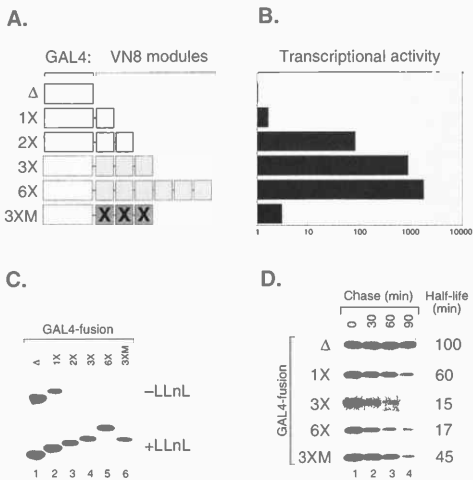 A.
GAL4: VN8 modules
Δ
1X
2X
3X
6X
3XM
X X X
B.
Transcriptional activity
1 10 100 1000 10000
C.
GAL4-fusion
Δ 1X 2X 3X 6X 3XM
–LLnL
+LLnL
1 2 3 4 5 6
D.
Chase (min) Half-life (min)
0 30 60 90
GAL4-fusion
Δ 100
1X 60
3X 15
6X 17
3XM 45
1 2 3 4